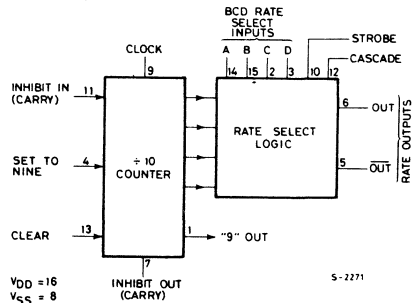 BCD RATE
SELECT
INPUTS
A B C D
STROBE
CASCADE
CLOCK
9
14 15 2 3 10 12
INHIBIT IN
(CARRY)
11
6
OUT
RATE SELECT
LOGIC
SET TO
NINE
4
÷ 10
COUNTER
5
OUT
RATE OUTPUTS
CLEAR
13
1
"9" OUT
7
INHIBIT OUT
(CARRY)
VDD = 16
VSS = 8
S-2271